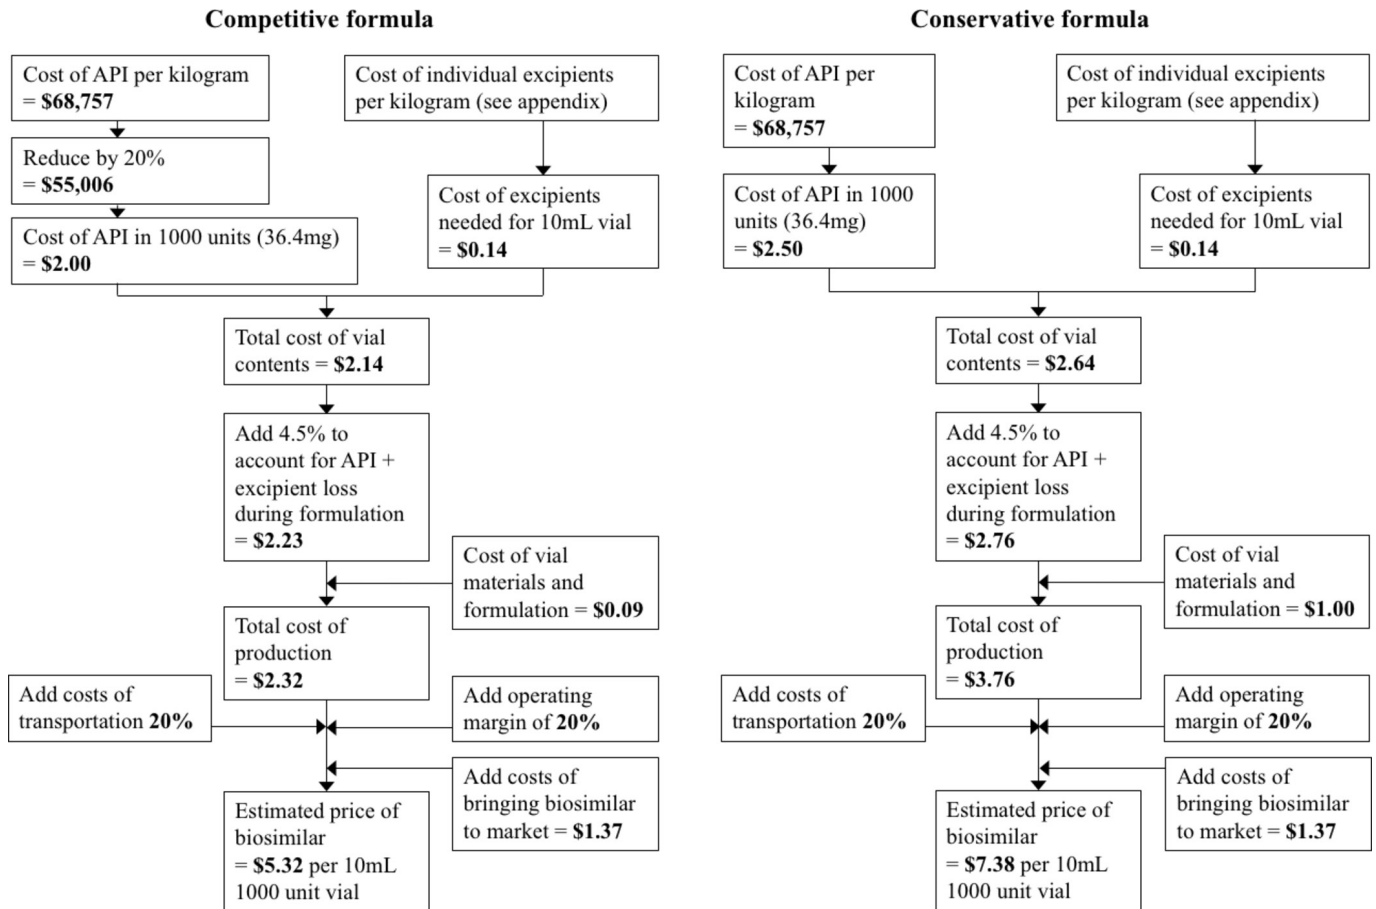 Competitive formula
Cost of API per kilogram
= $68,757
Cost of individual excipients
per kilogram (see appendix)
Reduce by 20%
= $55,006
Cost of excipients
needed for 10mL vial
= $0.14
Cost of API in 1000 units (36.4mg)
= $2.00
Total cost of vial
contents = $2.14
Add 4.5% to
account for API +
excipient loss
during formulation
= $2.23
Cost of vial
materials and
formulation = $0.09
Total cost of
production
= $2.32
Add costs of
transportation 20%
Add operating
margin of 20%
Add costs of
bringing biosimilar
to market = $1.37
Estimated price of
biosimilar
= $5.32 per 10mL
1000 unit vial
Conservative formula
Cost of API per
kilogram
= $68,757
Cost of individual excipients
per kilogram (see appendix)
Cost of API in 1000
units (36.4mg)
= $2.50
Cost of excipients
needed for 10mL vial
= $0.14
Total cost of vial
contents = $2.64
Add 4.5% to
account for API +
excipient loss
during formulation
= $2.76
Cost of vial
materials and
formulation = $1.00
Total cost of
production
= $3.76
Add costs of
transportation 20%
Add operating
margin of 20%
Add costs of
bringing biosimilar
to market = $1.37
Estimated price of
biosimilar
= $7.38 per 10mL
1000 unit vial